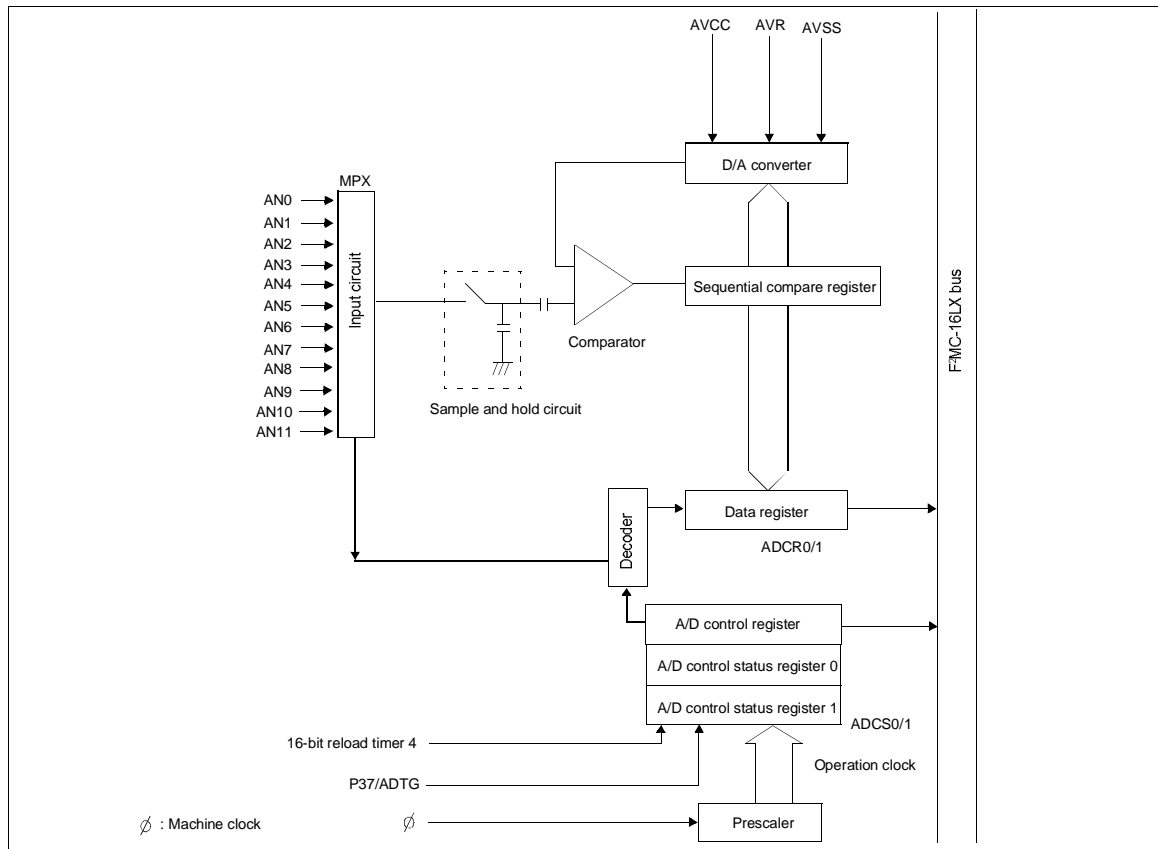 AVCC AVR AVSS
D/A converter
MPX
AN0
AN1
AN2
AN3
AN4
AN5
AN6
AN7
AN8
AN9
AN10
AN11
Input circuit
Sequential compare register
Comparator
Sample and hold circuit
F²MC-16LX bus
Decoder
Data register
ADCR0/1
A/D control register
A/D control status register 0
A/D control status register 1
ADCS0/1
16-bit reload timer 4
Operation clock
P37/ADTG
ϕ : Machine clock
ϕ
Prescaler